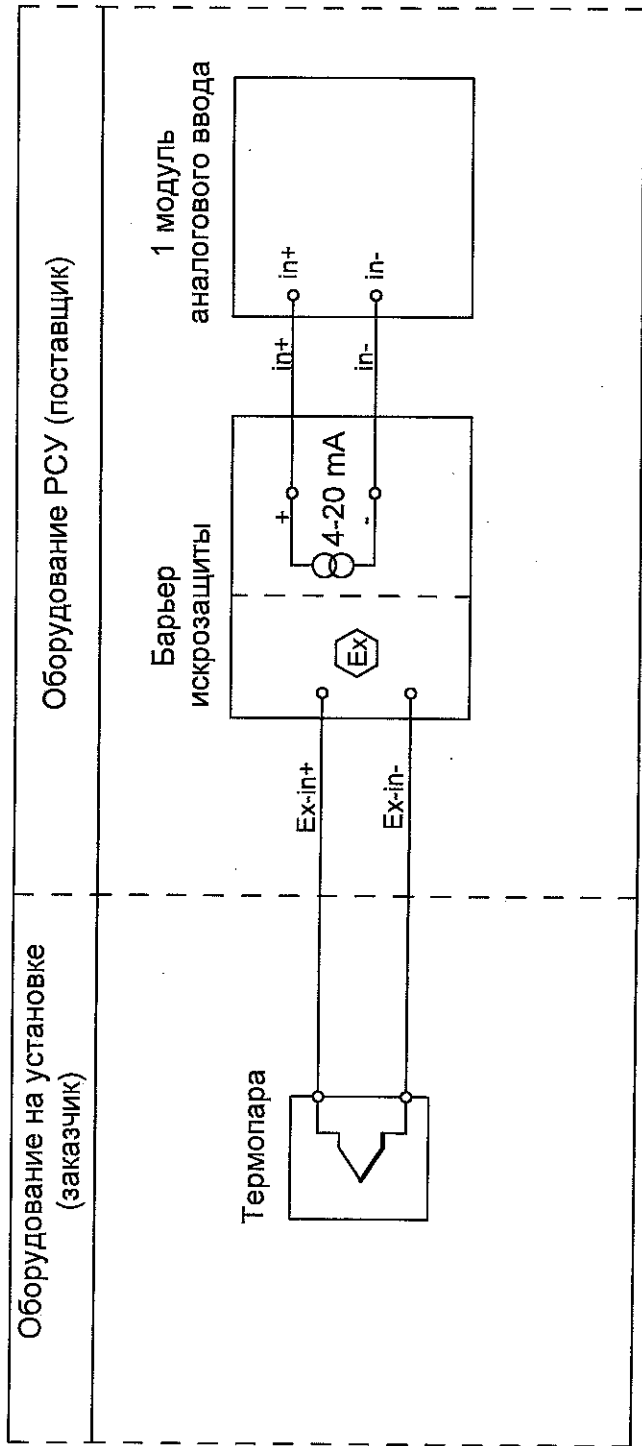 Оборудование на установке
(заказчик)
Оборудование РСУ (поставщик)
Термопара
Ex-in+
Ex-in-
Барьер
искрозащиты
Ex
+
4-20 mA
-
in+
in-
1 модуль
аналогового ввода
in+
in-